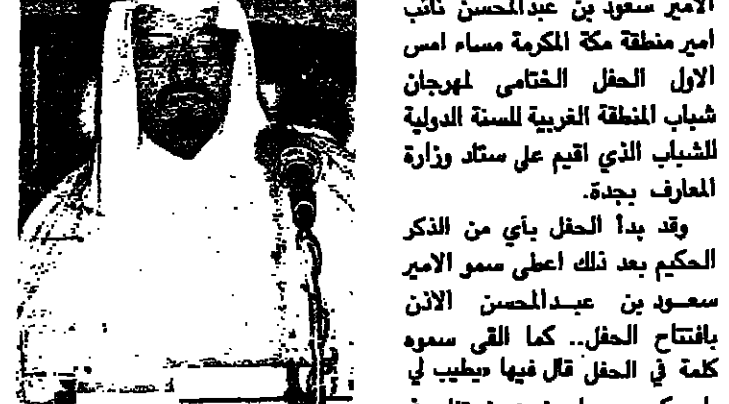 الامير سعود بن عبدالمحسن نائب
امير منطقة مكة المكرمة مساء امس
الاول الحفل الختامى لمهرجان
شباب المنطقة الغربية للسنة الدولية
للشباب الذي اقيم على ستاد وزارة
المعارف بجدة.
وقد بدأ الحفل بآي من الذكر
الحكيم بعد ذلك اعطى سمو الامير
سعود بن عبدالمحسن الاذن
بافتتاح الحفل.. كما القى سموه
كلمة في الحفل قال فيها «يطيب لي